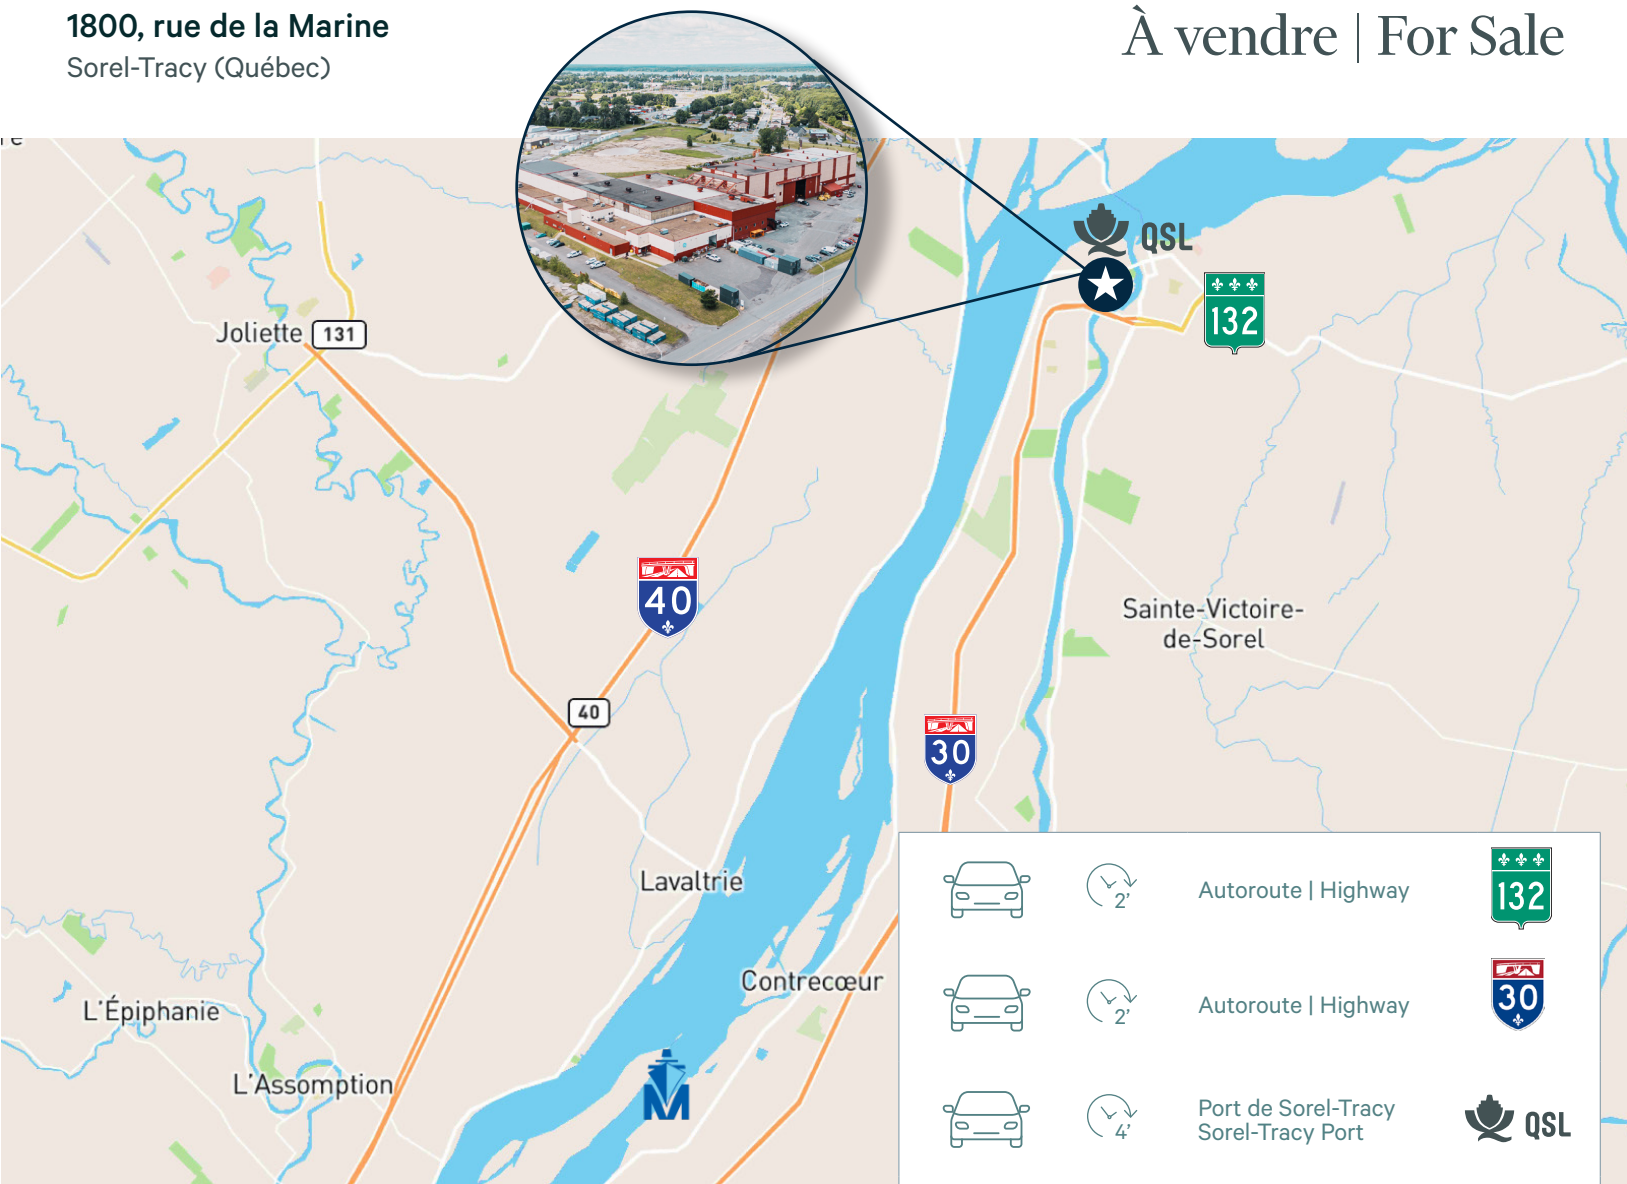 1800, rue de la Marine
Sorel-Tracy (Québec)
À vendre | For Sale
QSL
132
Joliette
131
40
Sainte-Victoire-
de-Sorel
40
30
Lavaltrie
Contrecœur
L'Épiphanie
L'Assomption
M
2'
Autoroute | Highway
132
2'
Autoroute | Highway
30
4'
Port de Sorel-Tracy
Sorel-Tracy Port
QSL